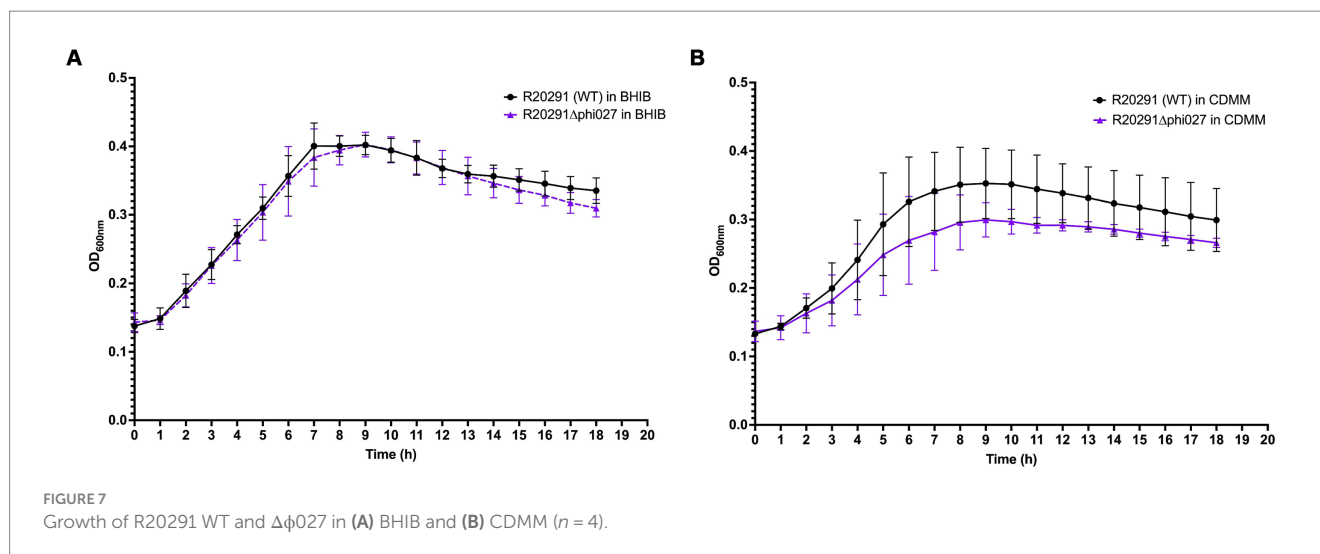 A
R20291 (WT) in BHIB
R20291Δphi027 in BHIB
0.5
0.4
0.3
0.2
0.1
0.0
OD600nm
0 1 2 3 4 5 6 7 8 9 10 11 12 13 14 15 16 17 18 19 20
Time (h)
B
R20291 (WT) in CDMM
R20291Δphi027 in CDMM
0.5
0.4
0.3
0.2
0.1
0.0
OD600nm
0 1 2 3 4 5 6 7 8 9 10 11 12 13 14 15 16 17 18 19 20
Time (h)
FIGURE 7
Growth of R20291 WT and Δϕ027 in (A) BHIB and (B) CDMM (n = 4).